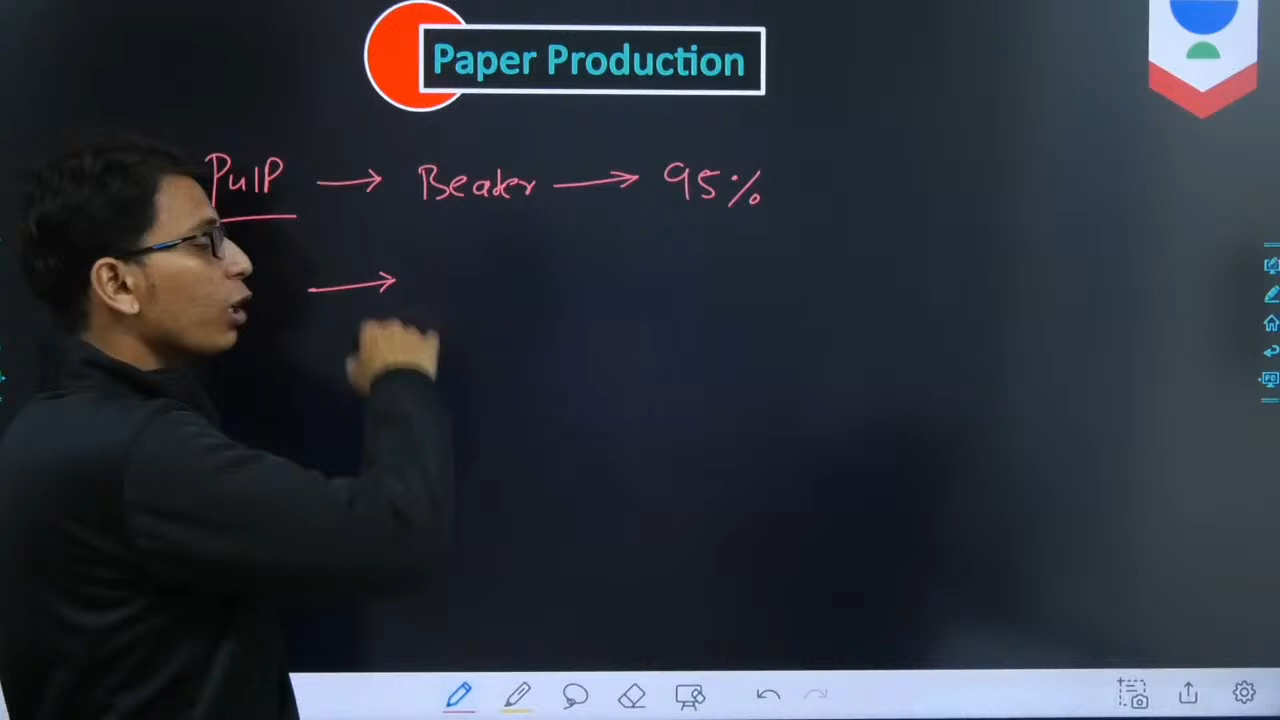 Paper Production
Pulp → Beater → 95%
→